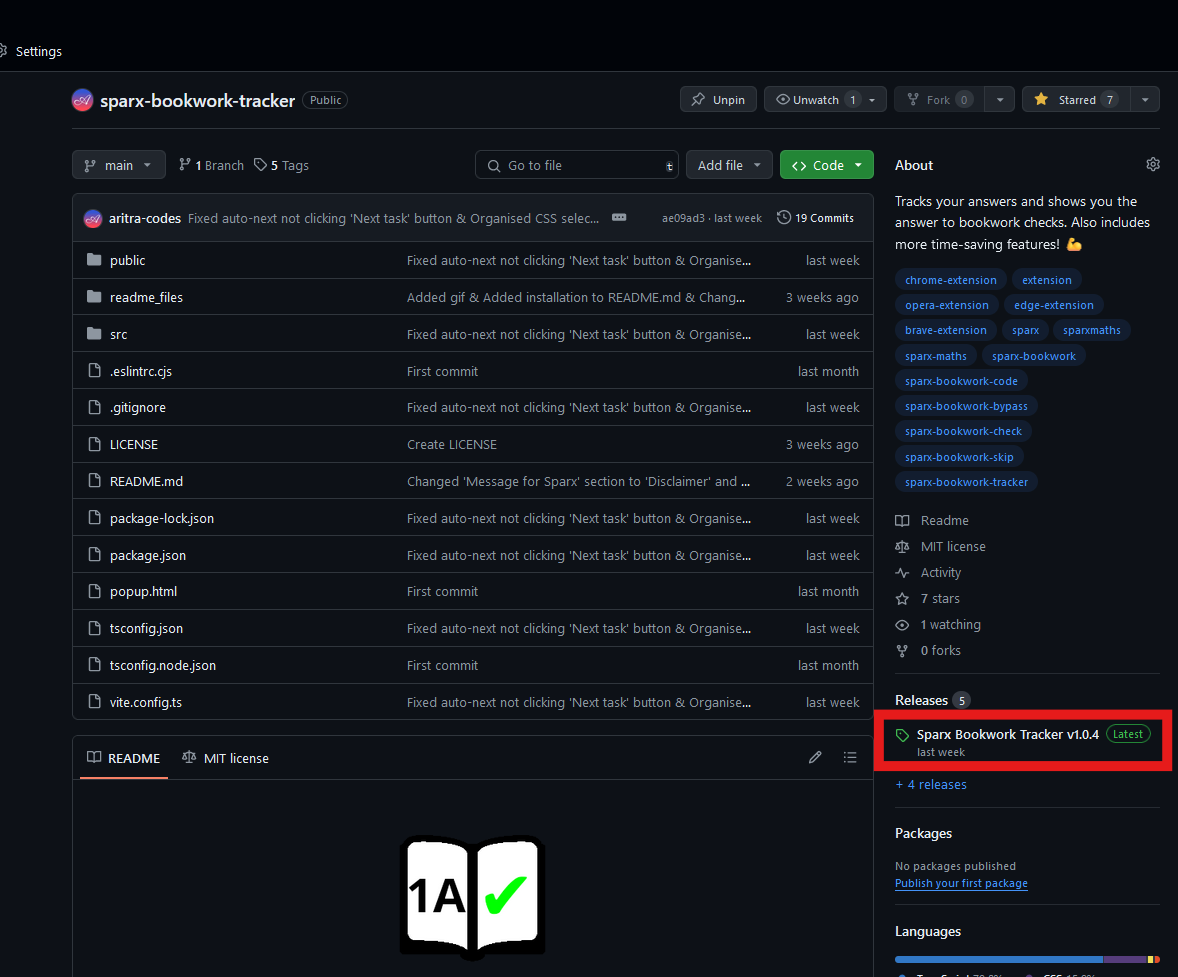 Settings
sparx-bookwork-tracker Public
Unpin Unwatch 1 Fork 0 Starred 7
main 1 Branch 5 Tags Go to file t Add file Code
aritra-codes Fixed auto-next not clicking 'Next task' button & Organised CSS selec... ae09ad3 · last week 19 Commits
public Fixed auto-next not clicking 'Next task' button & Organise... last week
readme_files Added gif & Added installation to README.md & Chang... 3 weeks ago
src Fixed auto-next not clicking 'Next task' button & Organise... last week
.eslintrc.cjs First commit last month
.gitignore Fixed auto-next not clicking 'Next task' button & Organise... last week
LICENSE Create LICENSE 3 weeks ago
README.md Changed 'Message for Sparx' section to 'Disclaimer' and ... 2 weeks ago
package-lock.json Fixed auto-next not clicking 'Next task' button & Organise... last week
package.json Fixed auto-next not clicking 'Next task' button & Organise... last week
popup.html First commit last month
tsconfig.json Fixed auto-next not clicking 'Next task' button & Organise... last week
tsconfig.node.json First commit last month
vite.config.ts Fixed auto-next not clicking 'Next task' button & Organise... last week
README MIT license
1A
About
Tracks your answers and shows you the
answer to bookwork checks. Also includes
more time-saving features! 💪
chrome-extension extension
opera-extension edge-extension
brave-extension sparx sparxmaths
sparx-maths sparx-bookwork
sparx-bookwork-code
sparx-bookwork-bypass
sparx-bookwork-check
sparx-bookwork-skip
sparx-bookwork-tracker
Readme
MIT license
Activity
7 stars
1 watching
0 forks
Releases 5
Sparx Bookwork Tracker v1.0.4 Latest
last week
+ 4 releases
Packages
No packages published
Publish your first package
Languages